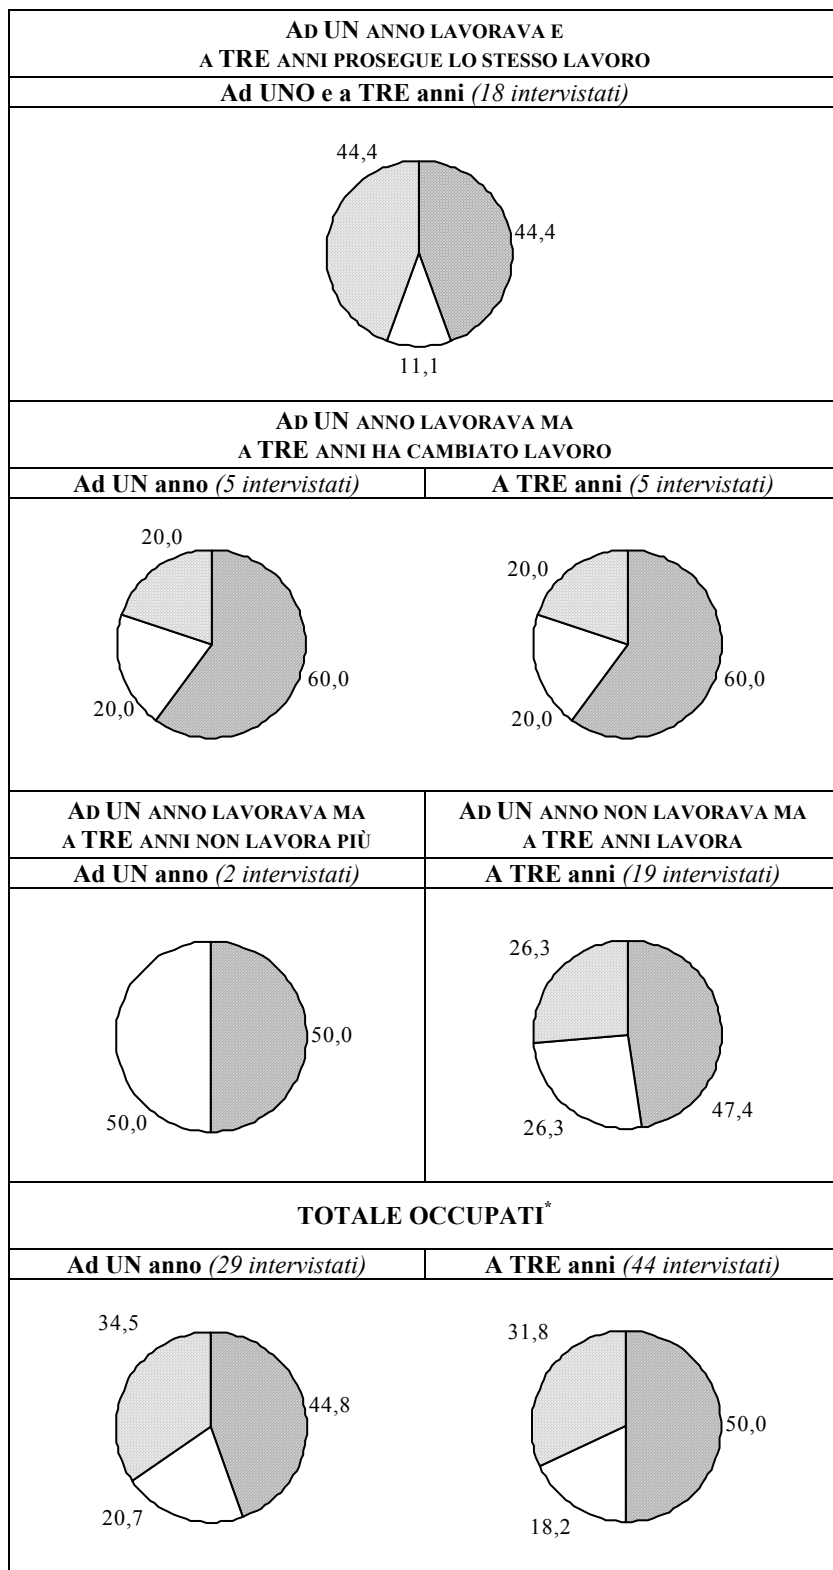 AD UN ANNO LAVORAVA E
A TRE ANNI PROSEGUE LO STESSO LAVORO
Ad UNO e a TRE anni (18 intervistati)
44,4
44,4
11,1
AD UN ANNO LAVORAVA MA
A TRE ANNI HA CAMBIATO LAVORO
Ad UN anno (5 intervistati)
A TRE anni (5 intervistati)
20,0
60,0
20,0
20,0
60,0
20,0
AD UN ANNO LAVORAVA MA
A TRE ANNI NON LAVORA PIÙ
AD UN ANNO NON LAVORAVA MA
A TRE ANNI LAVORA
Ad UN anno (2 intervistati)
A TRE anni (19 intervistati)
50,0
50,0
26,3
47,4
26,3
TOTALE OCCUPATI*
Ad UN anno (29 intervistati)
A TRE anni (44 intervistati)
34,5
44,8
20,7
31,8
50,0
18,2